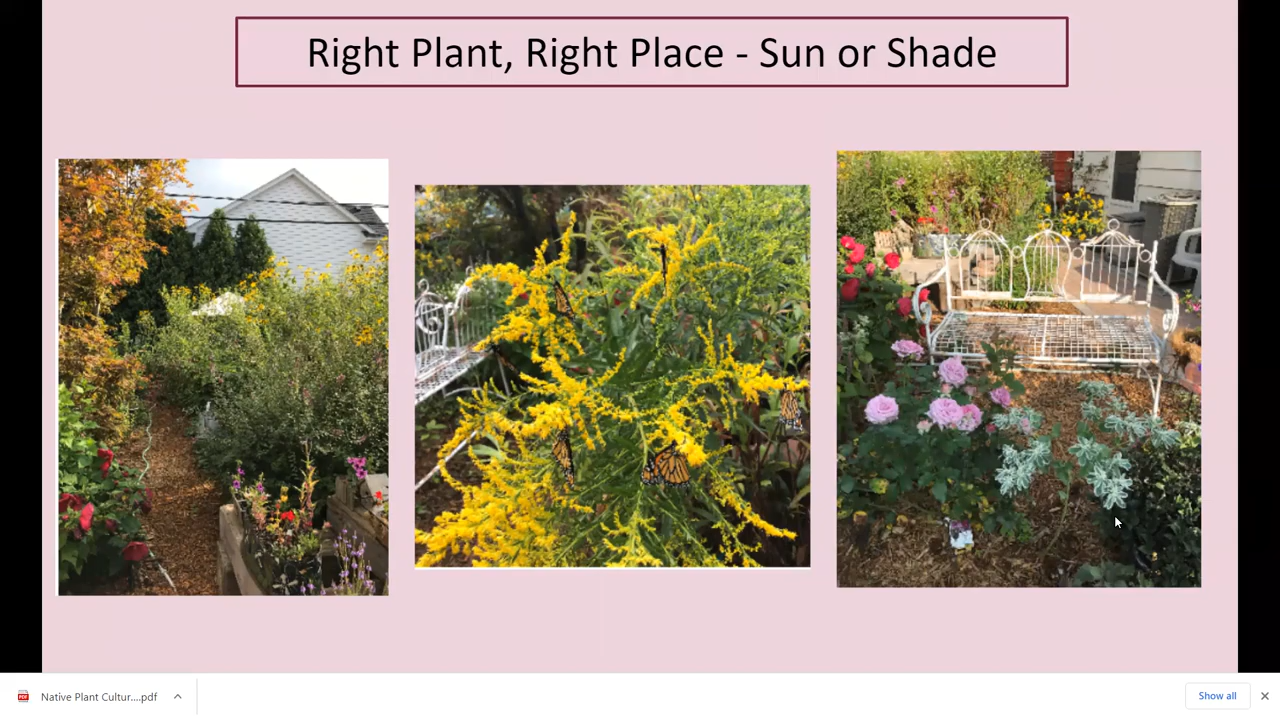 Right Plant, Right Place - Sun or Shade
Native Plant Cultur....pdf
Show all